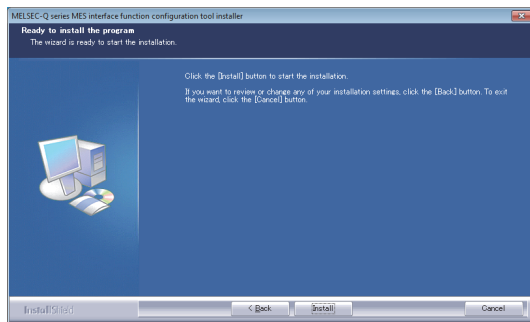 MELSEC-Q series MES interface function configuration tool installer
Ready to install the program
The wizard is ready to start the installation.
Click the [Install] button to start the installation.
If you want to review or change any of your installation settings, click the [Back] button. To exit
the wizard, click the [Cancel] button.
InstallShield
< Back
Install
Cancel